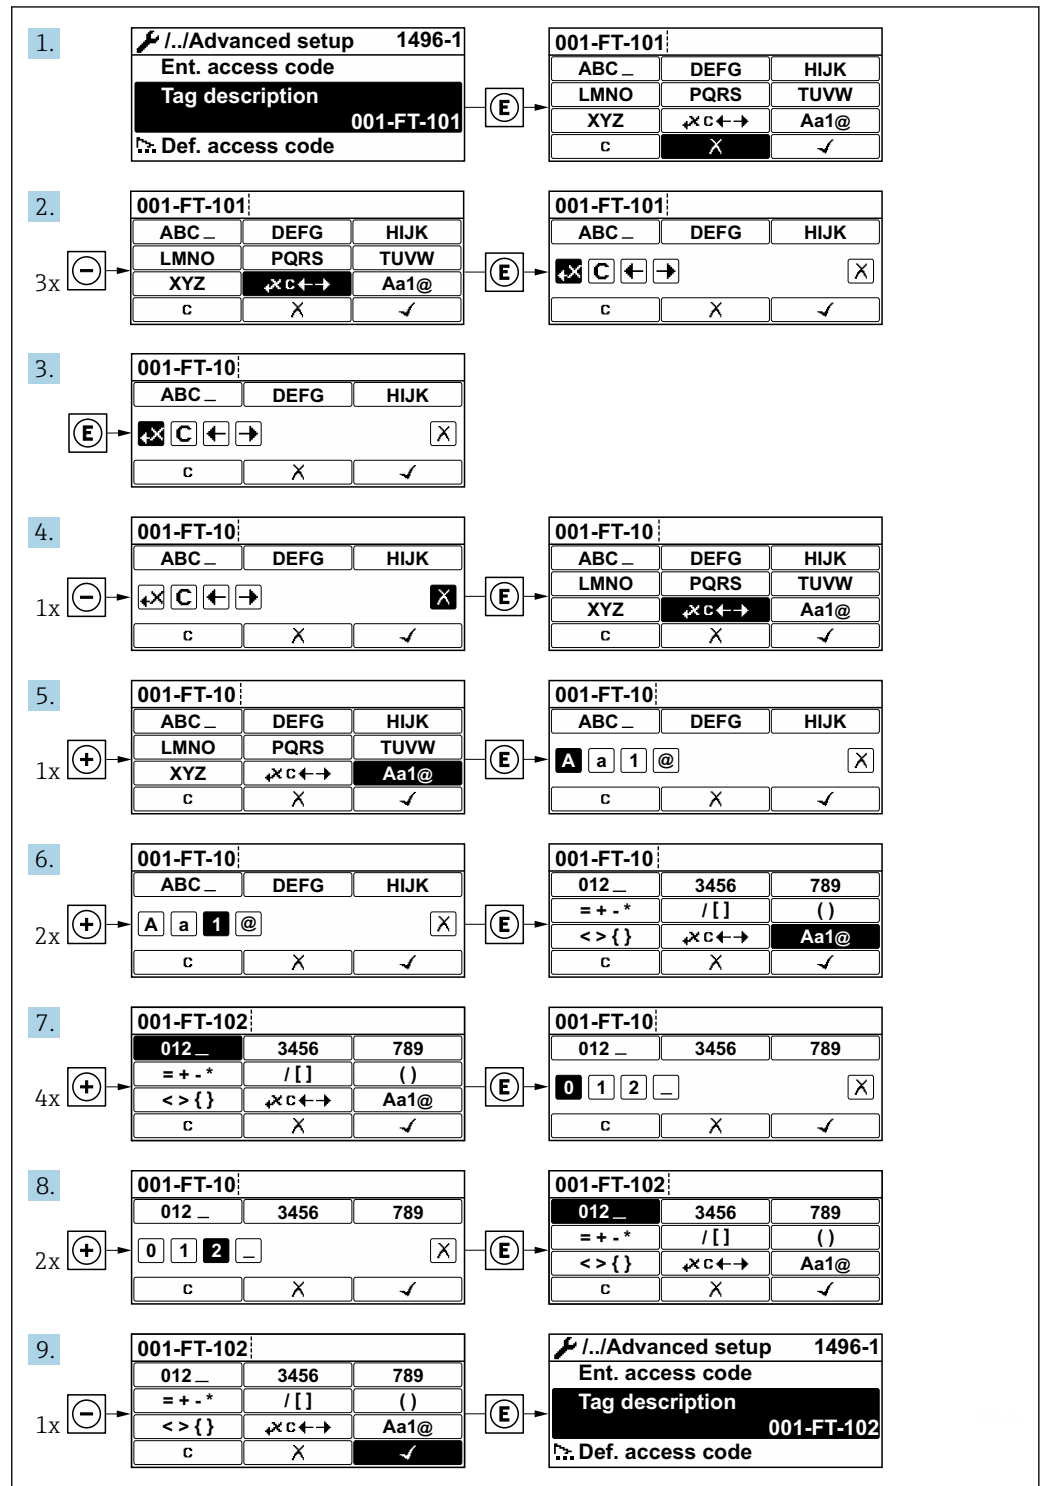 1.
/../Advanced setup 1496-1
Ent. access code
Tag description
001-FT-101
Def. access code
E
001-FT-101
ABC_ DEFG HIJK
LMNO PQRS TUVW
XYZ ↲✗C←→ Aa1@
C ✗ ✓
2.
3x − 
001-FT-101
ABC_ DEFG HIJK
LMNO PQRS TUVW
XYZ ↲✗C←→ Aa1@
C ✗ ✓
E
001-FT-101
ABC_ DEFG HIJK
↲✗ C ← → ✗
C ✗ ✓
3.
E
001-FT-10
ABC_ DEFG HIJK
↲✗ C ← → ✗
C ✗ ✓
4.
1x −
001-FT-10
ABC_ DEFG HIJK
↲✗ C ← → ✗
C ✗ ✓
E
001-FT-10
ABC_ DEFG HIJK
LMNO PQRS TUVW
XYZ ↲✗C←→ Aa1@
C ✗ ✓
5.
1x +
001-FT-10
ABC_ DEFG HIJK
LMNO PQRS TUVW
XYZ ↲✗C←→ Aa1@
C ✗ ✓
E
001-FT-10
ABC_ DEFG HIJK
A a 1 @ ✗
C ✗ ✓
6.
2x +
001-FT-10
ABC_ DEFG HIJK
A a 1 @ ✗
C ✗ ✓
E
001-FT-10
012_ 3456 789
=+-* /[] ()
<>{} ↲✗C←→ Aa1@
C ✗ ✓
7.
4x +
001-FT-102
012_ 3456 789
=+-* /[] ()
<>{} ↲✗C←→ Aa1@
C ✗ ✓
E
001-FT-10
012_ 3456 789
0 1 2 _ ✗
C ✗ ✓
8.
2x +
001-FT-10
012_ 3456 789
0 1 2 _ ✗
C ✗ ✓
E
001-FT-102
012_ 3456 789
=+-* /[] ()
<>{} ↲✗C←→ Aa1@
C ✗ ✓
9.
1x −
001-FT-102
012_ 3456 789
=+-* /[] ()
<>{} ↲✗C←→ Aa1@
C ✗ ✓
E
/../Advanced setup 1496-1
Ent. access code
Tag description
001-FT-102
Def. access code